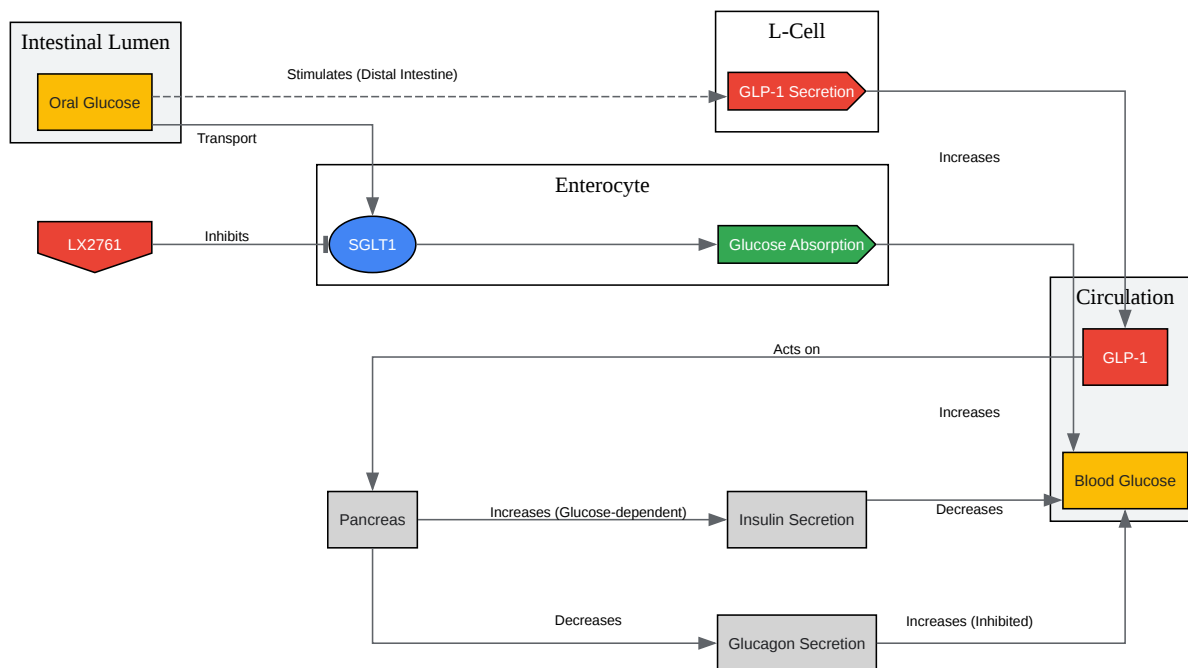 Intestinal Lumen
L-Cell
Oral Glucose
Stimulates (Distal Intestine)
GLP-1 Secretion
Transport
Increases
Enterocyte
LX2761
Inhibits
SGLT1
Glucose Absorption
Circulation
GLP-1
Acts on
Increases
Blood Glucose
Pancreas
Increases (Glucose-dependent)
Insulin Secretion
Decreases
Decreases
Glucagon Secretion
Increases (Inhibited)